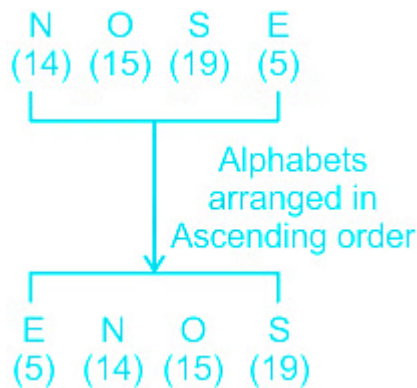 N O S E
(14) (15) (19) (5)
Alphabets
arranged in
Ascending order
E N O S
(5) (14) (15) (19)